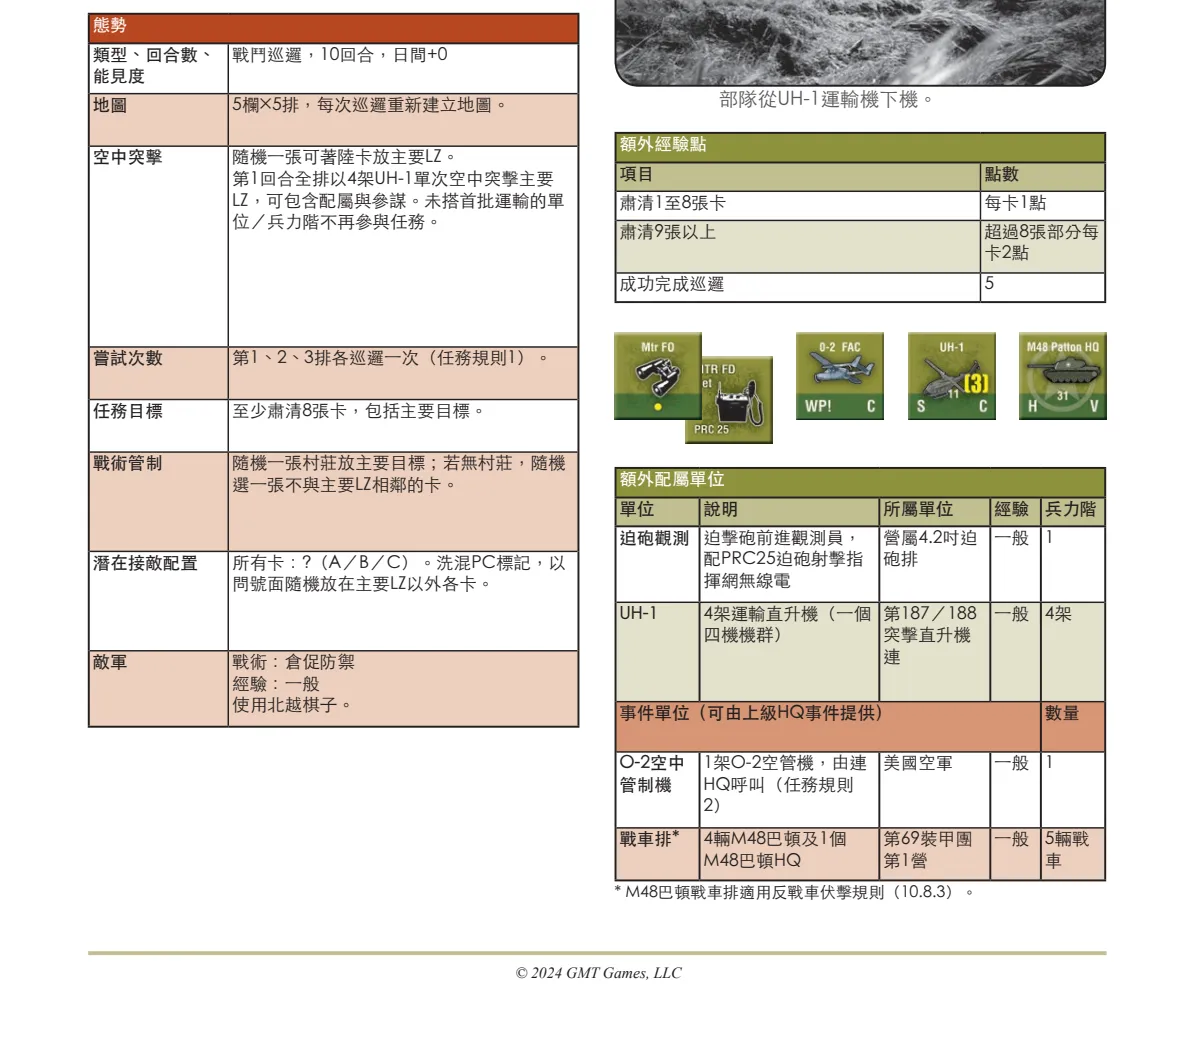 態勢
類型、回合數、
能見度
戰鬥巡邏，10回合，日間+0
地圖
5欄×5排，每次巡邏重新建立地圖。
空中突擊
隨機一張可著陸卡放主要LZ。
第1回合全排以4架UH-1單次空中突擊主要
LZ，可包含配屬與參謀。未搭首批運輸的單
位／兵力階不再參與任務。
嘗試次數
第1、2、3排各巡邏一次（任務規則1）。
任務目標
至少肅清8張卡，包括主要目標。
戰術管制
隨機一張村莊放主要目標；若無村莊，隨機
選一張不與主要LZ相鄰的卡。
潛在接敵配置
所有卡：?（A／B／C）。洗混PC標記，以
問號面隨機放在主要LZ以外各卡。
敵軍
戰術：倉促防禦
經驗：一般
使用北越棋子。
部隊從UH-1運輸機下機。
額外經驗點
項目
點數
肅清1至8張卡
每卡1點
肅清9張以上
超過8張部分每
卡2點
成功完成巡邏
5
Mtr FO
MTR FD
et
PRC 25
O-2 FAC
WP! C
UH-1
(3)
11
S C
M48 Patton HQ
31
H V
額外配屬單位
單位
說明
所屬單位
經驗
兵力階
迫砲觀測
迫擊砲前進觀測員，
配PRC25迫砲射擊指
揮網無線電
營屬4.2吋迫
砲排
一般
1
UH-1
4架運輸直升機（一個
四機機群）
第187／188
突擊直升機
連
一般
4架
事件單位（可由上級HQ事件提供）
數量
O-2空中
管制機
1架O-2空管機，由連
HQ呼叫（任務規則
2）
美國空軍
一般
1
戰車排*
4輛M48巴頓及1個
M48巴頓HQ
第69裝甲團
第1營
一般
5輛戰
車
* M48巴頓戰車排適用反戰車伏擊規則（10.8.3）。
© 2024 GMT Games, LLC